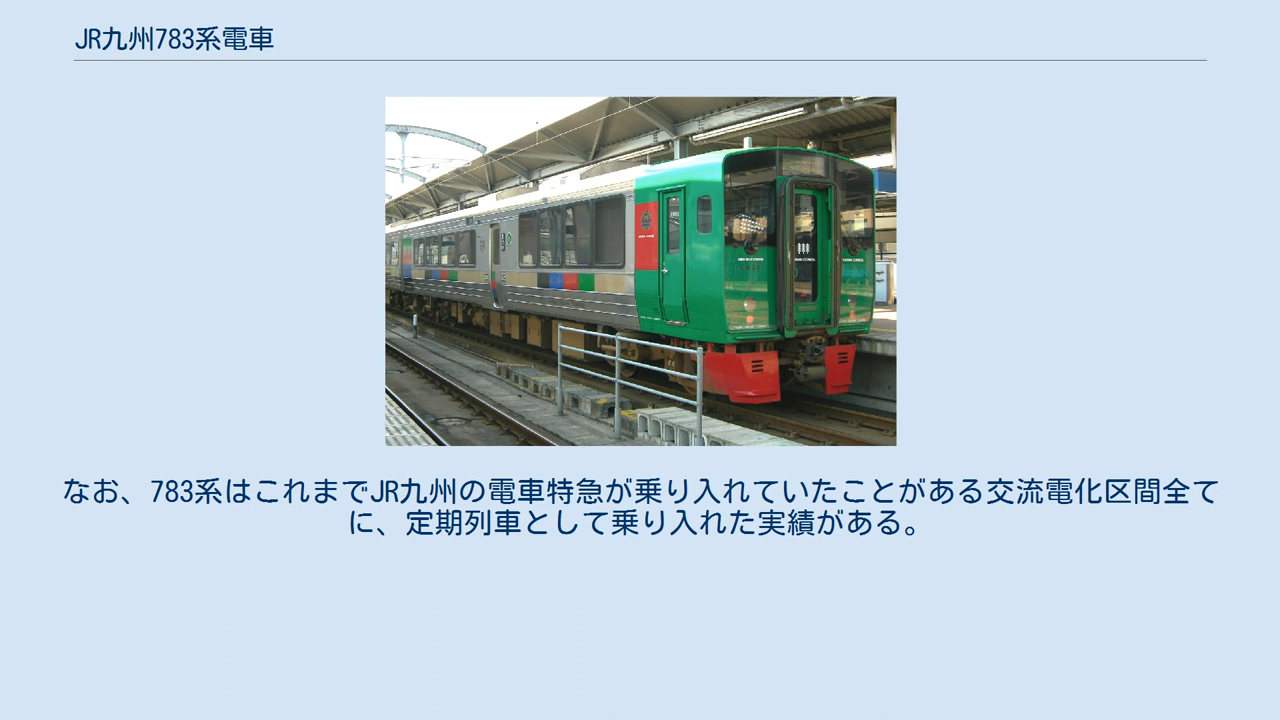 JR九州783系電車
なお、783系はこれまでJR九州の電車特急が乗り入れていたことがある交流電化区間全て
に、定期列車として乗り入れた実績がある。